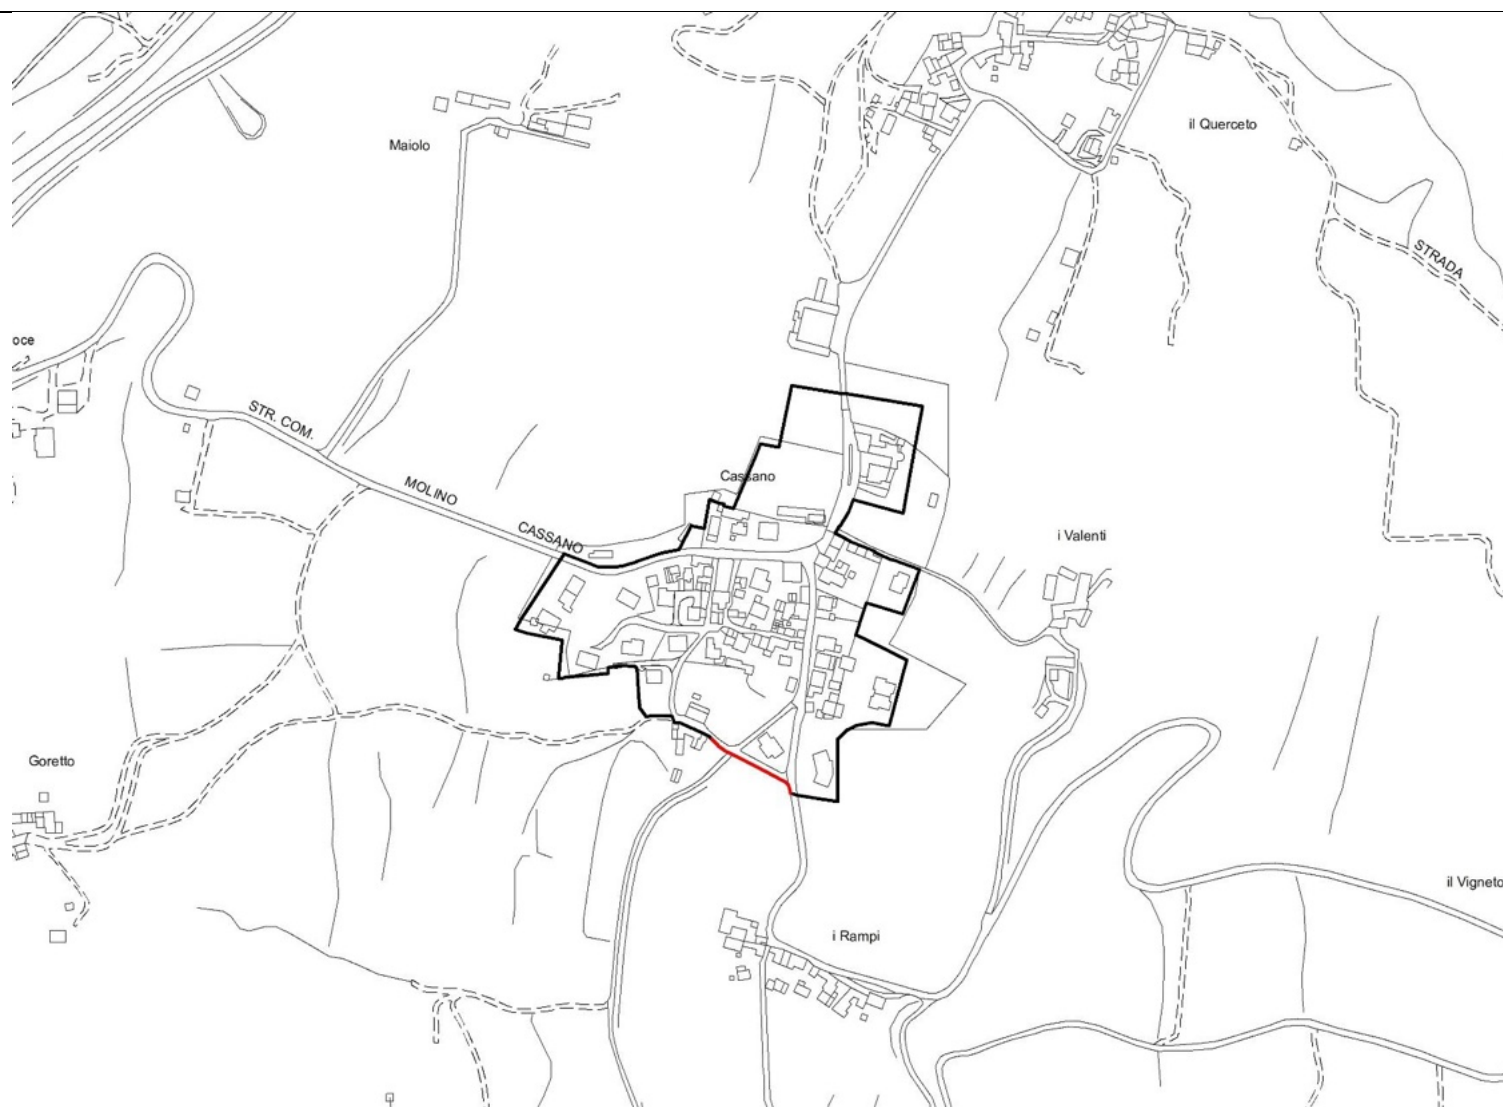 il Querceto
Maiolo
STRADA
oce
STR. COM.
Cassano
MOLINO
CASSANO
i Valenti
Goretto
il Vigneto
i Rampi